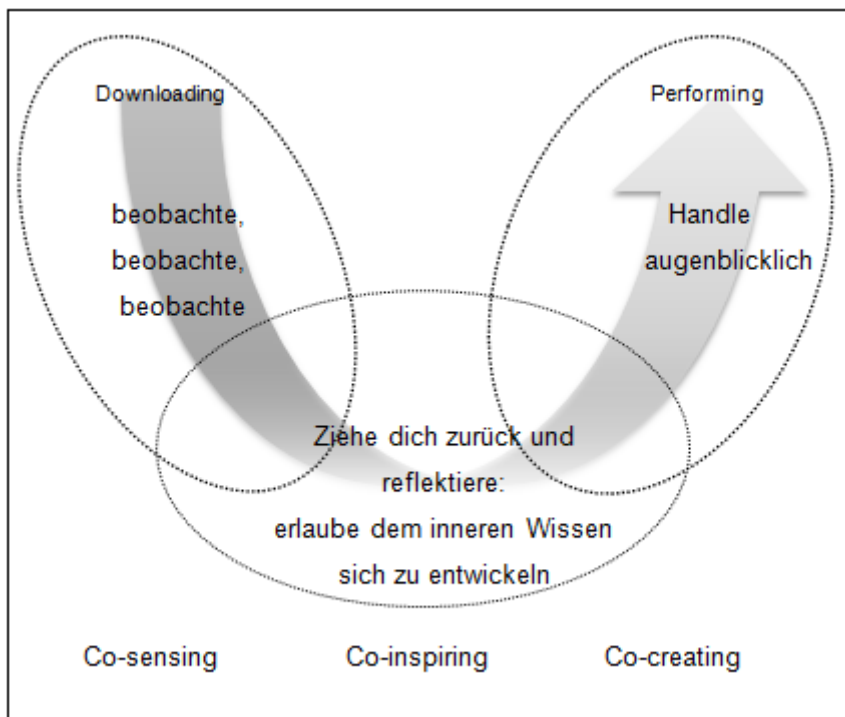 Downloading
Performing
beobachte,
beobachte,
beobachte
Handle
augenblicklich
Ziehe dich zurück und
reflektiere:
erlaube dem inneren Wissen
sich zu entwickeln
Co-sensing
Co-inspiring
Co-creating